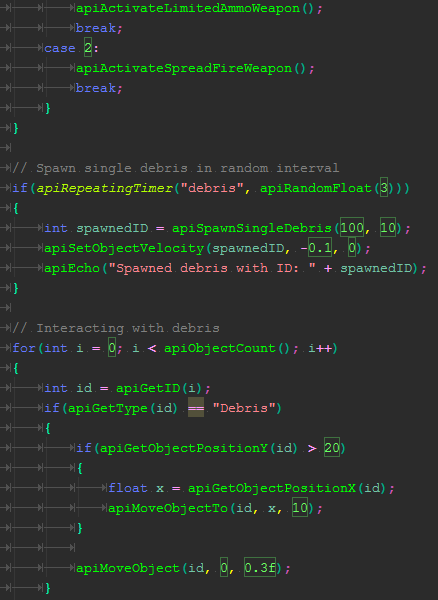 apiActivateLimitedAmmoWeapon();
break;
case 2:
apiActivateSpreadFireWeapon();
break;
}
}
// Spawn single debris in random interval
if(apiRepeatingTimer("debris", apiRandomFloat(3)))
{
int spawnedID = apiSpawnSingleDebris(100, 10);
apiSetObjectVelocity(spawnedID, -0.1, 0);
apiEcho("Spawned debris with ID: " + spawnedID);
}
// Interacting with debris
for(int i = 0; i < apiObjectCount(); i++)
{
int id = apiGetID(i);
if(apiGetType(id) == "Debris")
{
if(apiGetObjectPositionY(id) > 20)
{
float x = apiGetObjectPositionX(id);
apiMoveObjectTo(id, x, 10);
}
apiMoveObject(id, 0, 0.3f);
}